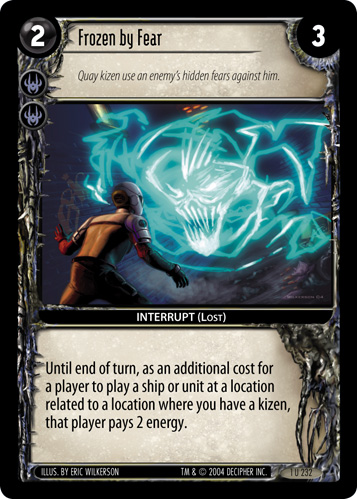 2 Frozen by Fear 3
Quay kizen use an enemy's hidden fears against him.
INTERRUPT (LOST)
Until end of turn, as an additional cost for
a player to play a ship or unit at a location
related to a location where you have a kizen,
that player pays 2 energy.
ILLUS. BY ERIC WILKERSON TM & © 2004 DECIPHER INC. 1 U 232